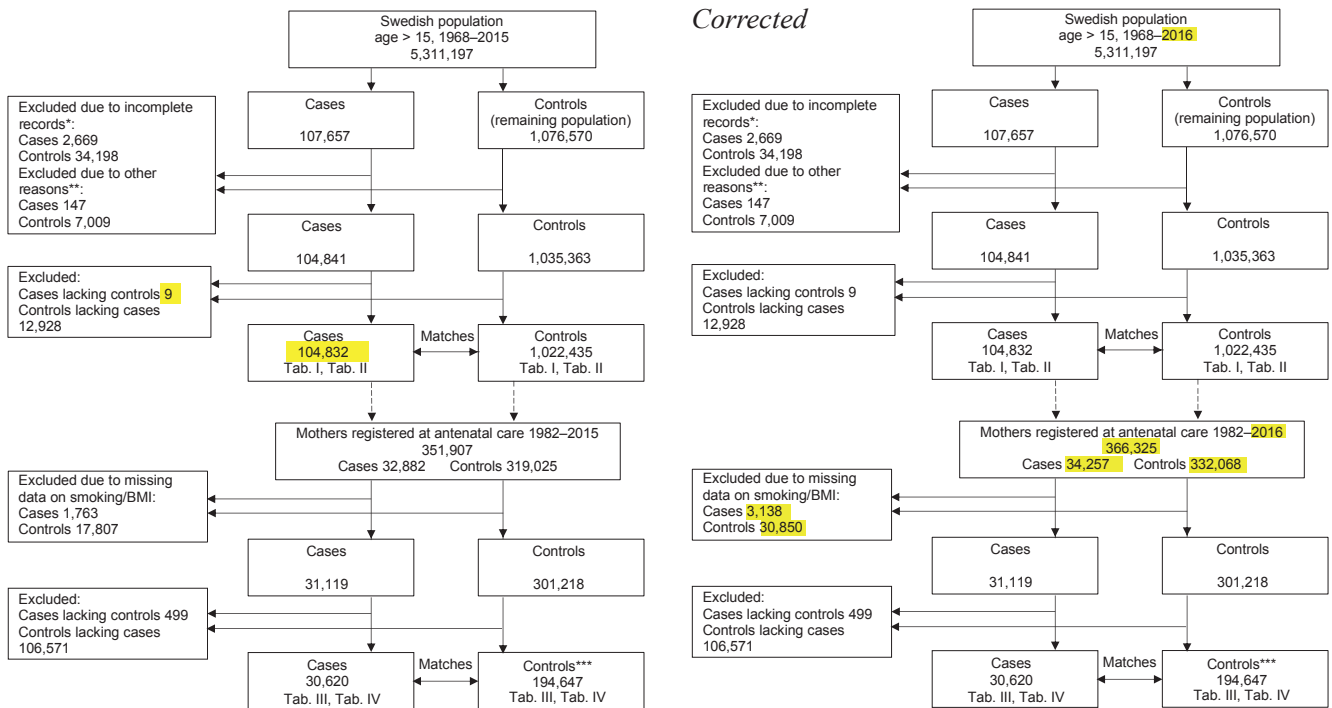 Swedish population
age > 15, 1968–2015
5,311,197
Cases
107,657
Controls
(remaining population)
1,076,570
Excluded due to incomplete
records*:
Cases 2,669
Controls 34,198
Excluded due to other
reasons**:
Cases 147
Controls 7,009
Cases
104,841
Controls
1,035,363
Excluded:
Cases lacking controls 9
Controls lacking cases
12,928
Cases
104,832
Tab. I, Tab. II
Matches
Controls
1,022,435
Tab. I, Tab. II
Mothers registered at antenatal care 1982–2015
351,907
Cases 32,882 Controls 319,025
Excluded due to missing
data on smoking/BMI:
Cases 1,763
Controls 17,807
Cases
31,119
Controls
301,218
Excluded:
Cases lacking controls 499
Controls lacking cases
106,571
Cases
30,620
Tab. III, Tab. IV
Matches
Controls***
194,647
Tab. III, Tab. IV
Corrected
Swedish population
age > 15, 1968–2016
5,311,197
Cases
107,657
Controls
(remaining population)
1,076,570
Excluded due to incomplete
records*:
Cases 2,669
Controls 34,198
Excluded due to other
reasons**:
Cases 147
Controls 7,009
Cases
104,841
Controls
1,035,363
Excluded:
Cases lacking controls 9
Controls lacking cases
12,928
Cases
104,832
Tab. I, Tab. II
Matches
Controls
1,022,435
Tab. I, Tab. II
Mothers registered at antenatal care 1982–2016
366,325
Cases 34,257 Controls 332,068
Excluded due to missing
data on smoking/BMI:
Cases 3,138
Controls 30,850
Cases
31,119
Controls
301,218
Excluded:
Cases lacking controls 499
Controls lacking cases
106,571
Cases
30,620
Tab. III, Tab. IV
Matches
Controls***
194,647
Tab. III, Tab. IV